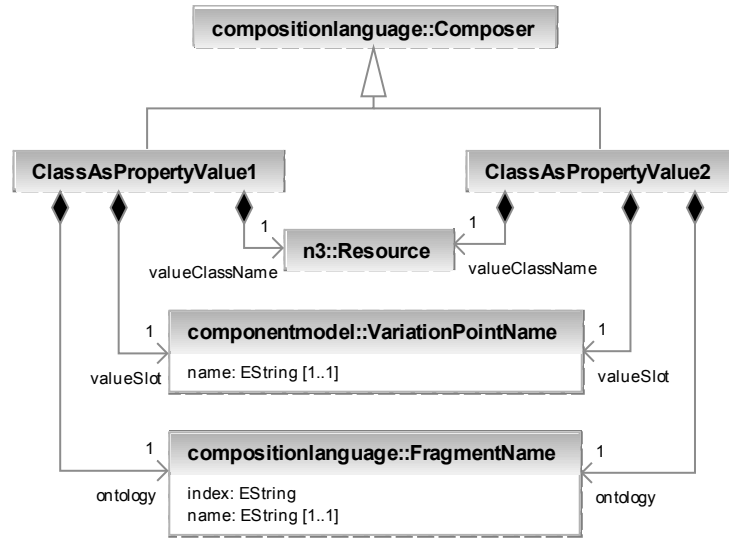 compositionlanguage::Composer
ClassAsPropertyValue1
ClassAsPropertyValue2
1
1
n3::Resource
valueClassName
valueClassName
1
componentmodel::VariationPointName
1
name: EString [1..1]
valueSlot
valueSlot
1
compositionlanguage::FragmentName
1
index: EString
ontology
ontology
name: EString [1..1]